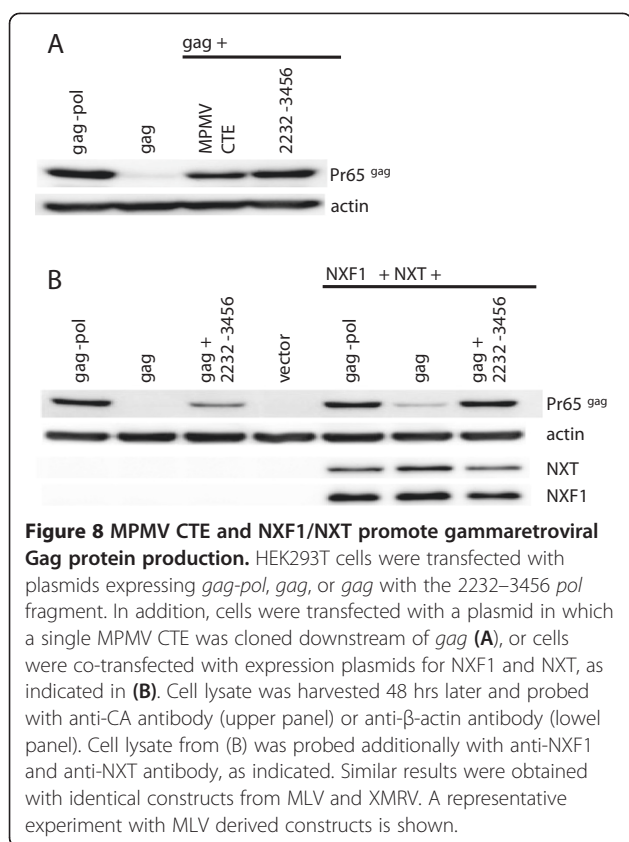 A
gag +
gag-pol
gag
MPMV
CTE
2232 -3456
Pr65 gag
actin
B
NXF1 + NXT +
gag-pol
gag
gag +
2232 -3456
vector
gag-pol
gag
gag +
2232 -3456
Pr65 gag
actin
NXT
NXF1
Figure 8 MPMV CTE and NXF1/NXT promote gammaretroviral
Gag protein production. HEK293T cells were transfected with
plasmids expressing gag-pol, gag, or gag with the 2232–3456 pol
fragment. In addition, cells were transfected with a plasmid in which
a single MPMV CTE was cloned downstream of gag (A), or cells
were co-transfected with expression plasmids for NXF1 and NXT, as
indicated in (B). Cell lysate was harvested 48 hrs later and probed
with anti-CA antibody (upper panel) or anti-β-actin antibody (lowel
panel). Cell lysate from (B) was probed additionally with anti-NXF1
and anti-NXT antibody, as indicated. Similar results were obtained
with identical constructs from MLV and XMRV. A representative
experiment with MLV derived constructs is shown.